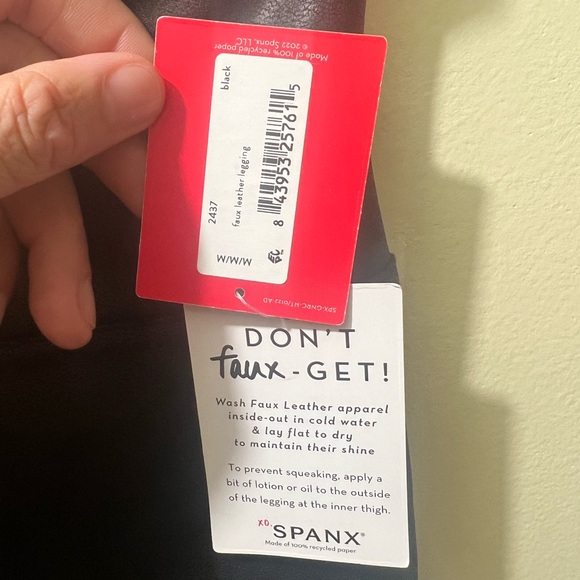 Made of 100% recycled paper
© 2022 Spanx, LLC
black
faux leather legging
2437
M/M/M
8 43953 25761 5
DON'T
faux-GET!
Wash Faux Leather apparel
inside-out in cold water
& lay flat to dry
to maintain their shine
To prevent squeaking, apply a
bit of lotion or oil to the outside
of the legging at the inner thigh.
xo, SPANX®
Made of 100% recycled paper